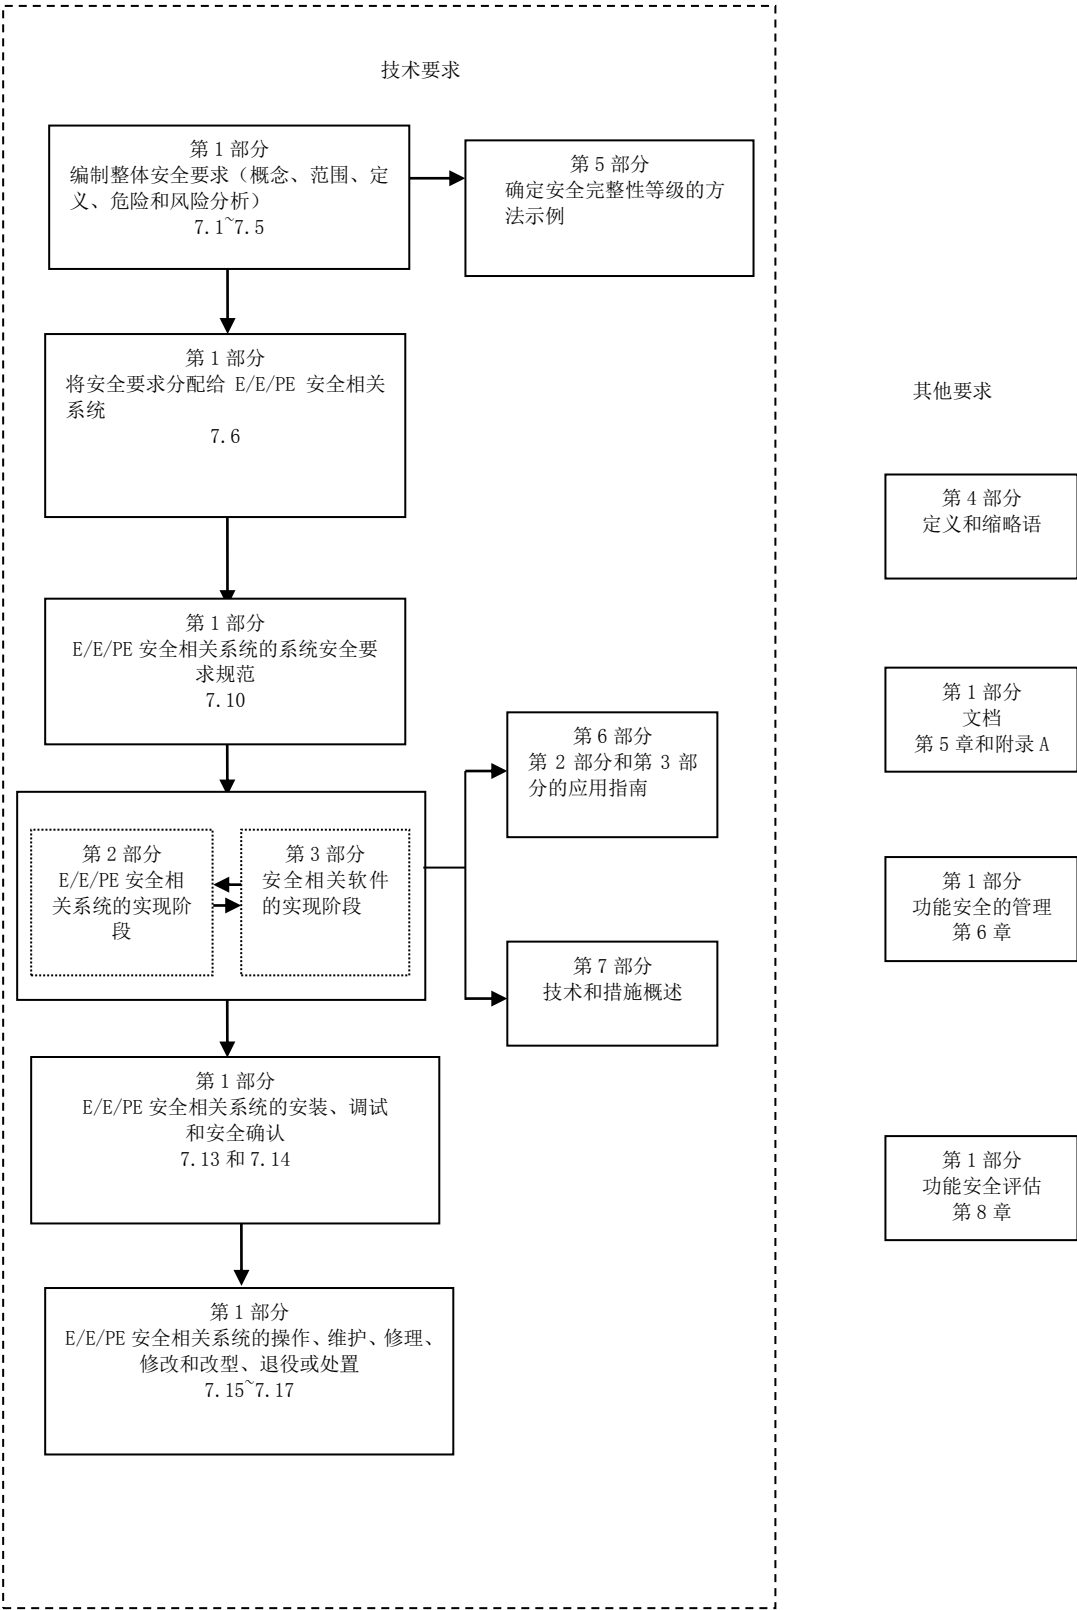 技术要求
第 1 部分
编制整体安全要求（概念、范围、定
义、危险和风险分析）
7.1~7.5
第 5 部分
确定安全完整性等级的方
法示例
第 1 部分
将安全要求分配给 E/E/PE 安全相关
系统
7.6
其他要求
第 4 部分
定义和缩略语
第 1 部分
E/E/PE 安全相关系统的系统安全要
求规范
7.10
第 1 部分
文档
第 5 章和附录 A
第 6 部分
第 2 部分和第 3 部
分的应用指南
第 2 部分
E/E/PE 安全相
关系统的实现阶
段
第 3 部分
安全相关软件
的实现阶段
第 1 部分
功能安全的管理
第 6 章
第 7 部分
技术和措施概述
第 1 部分
E/E/PE 安全相关系统的安装、调试
和安全确认
7.13 和 7.14
第 1 部分
功能安全评估
第 8 章
第 1 部分
E/E/PE 安全相关系统的操作、维护、修理、
修改和改型、退役或处置
7.15~7.17